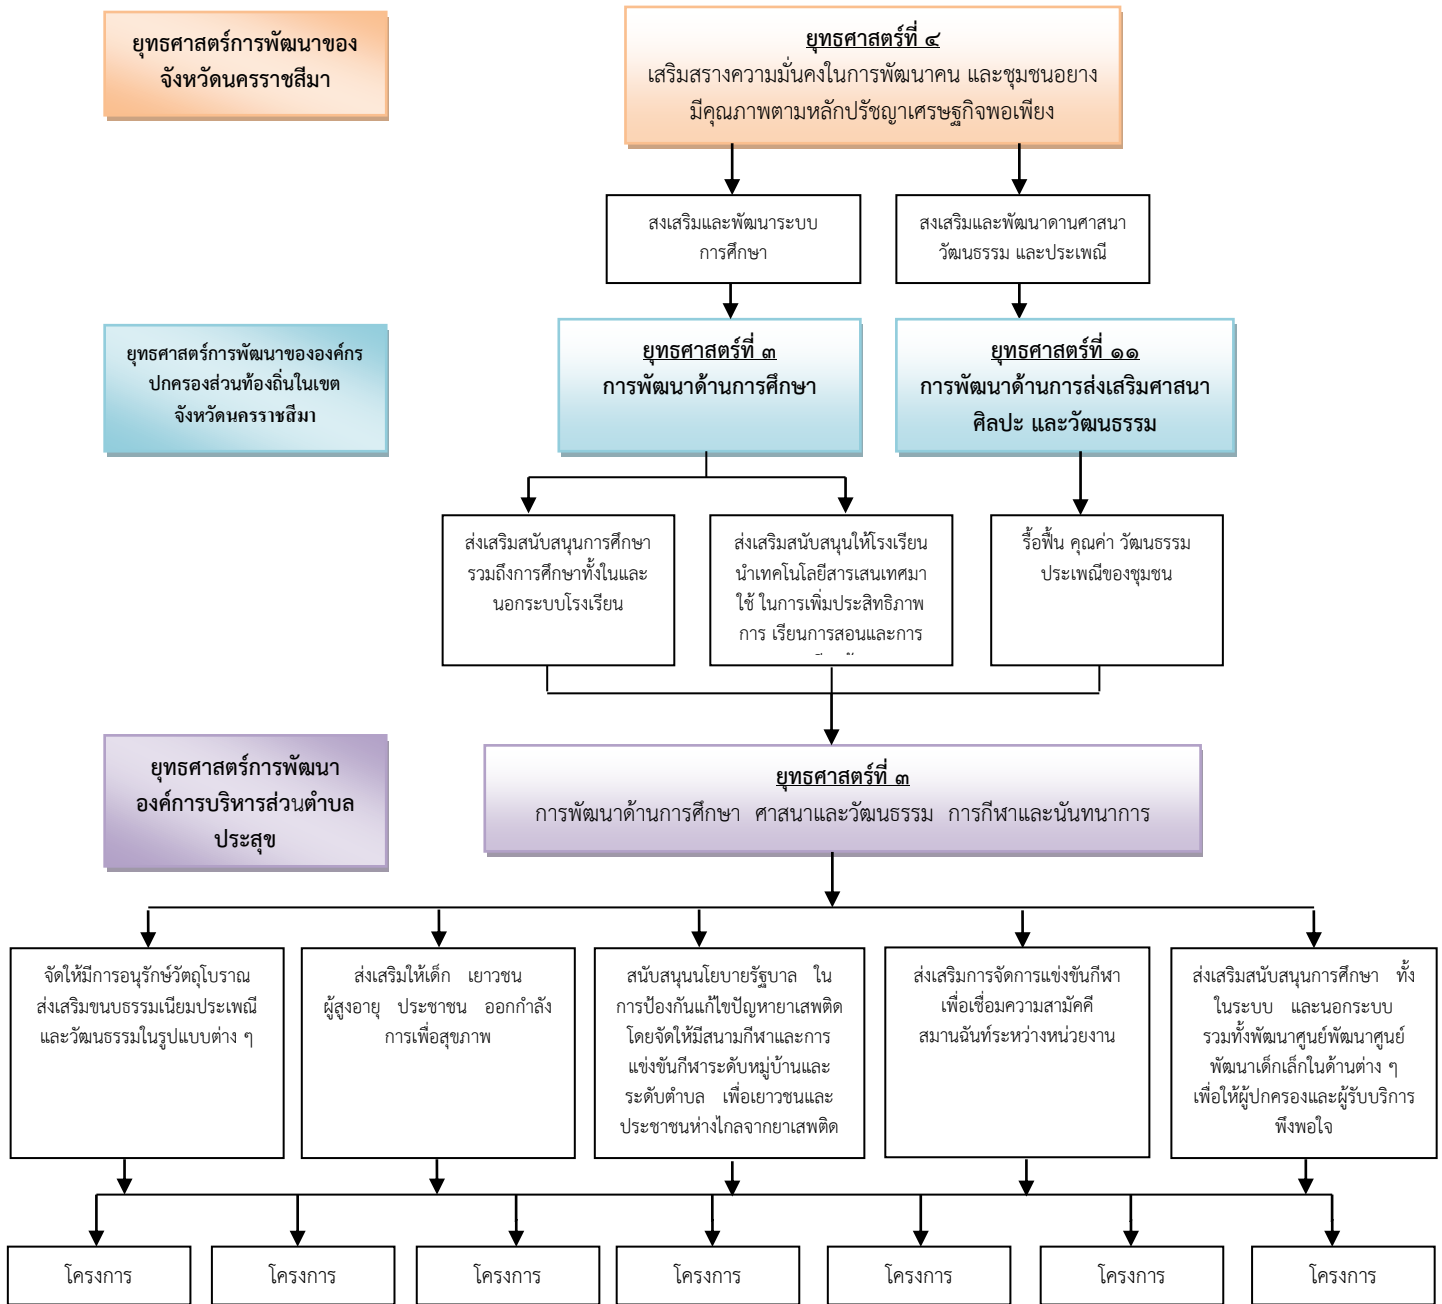 ยุทธศาสตร์การพัฒนาของ
จังหวัดนครราชสีมา
ยุทธศาสตร์ที่ ๔
เสริมสรางความมั่นคงในการพัฒนาคน และชุมชนอยาง
มีคุณภาพตามหลักปรัชญาเศรษฐกิจพอเพียง
สงเสริมและพัฒนาระบบ
การศึกษา
สงเสริมและพัฒนาดานศาสนา
วัฒนธรรม และประเพณี
ยุทธศาสตร์การพัฒนาขององค์กร
ปกครองส่วนท้องถิ่นในเขต
จังหวัดนครราชสีมา
ยุทธศาสตร์ที่ ๓
การพัฒนาด้านการศึกษา
ยุทธศาสตร์ที่ ๑๑
การพัฒนาด้านการส่งเสริมศาสนา
ศิลปะ และวัฒนธรรม
ส่งเสริมสนับสนุนการศึกษา
รวมถึงการศึกษาทั้งในและ
นอกระบบโรงเรียน
ส่งเสริมสนับสนุนให้โรงเรียน
นำเทคโนโลยีสารเสนเทศมา
ใช้ ในการเพิ่มประสิทธิภาพ
การ เรียนการสอนและการ
รื้อฟื้น คุณค่า วัฒนธรรม
ประเพณีของชุมชน
ยุทธศาสตร์การพัฒนา
องค์การบริหารส่วนตำบล
ประสุข
ยุทธศาสตร์ที่ ๓
การพัฒนาด้านการศึกษา ศาสนาและวัฒนธรรม การกีฬาและนันทนาการ
จัดให้มีการอนุรักษ์วัตถุโบราณ
ส่งเสริมขนบธรรมเนียมประเพณี
และวัฒนธรรมในรูปแบบต่าง ๆ
ส่งเสริมให้เด็ก เยาวชน
ผู้สูงอายุ ประชาชน ออกกำลัง
การเพื่อสุขภาพ
สนับสนุนนโยบายรัฐบาล ใน
การป้องกันแก้ไขปัญหายาเสพติด
โดยจัดให้มีสนามกีฬาและการ
แข่งขันกีฬาระดับหมู่บ้านและ
ระดับตำบล เพื่อเยาวชนและ
ประชาชนห่างไกลจากยาเสพติด
ส่งเสริมการจัดการแข่งขันกีฬา
เพื่อเชื่อมความสามัคคี
สมานฉันท์ระหว่างหน่วยงาน
ส่งเสริมสนับสนุนการศึกษา ทั้ง
ในระบบ และนอกระบบ
รวมทั้งพัฒนาศูนย์พัฒนาศูนย์
พัฒนาเด็กเล็กในด้านต่าง ๆ
เพื่อให้ผู้ปกครองและผู้รับบริการ
พึงพอใจ
โครงการ
โครงการ
โครงการ
โครงการ
โครงการ
โครงการ
โครงการ